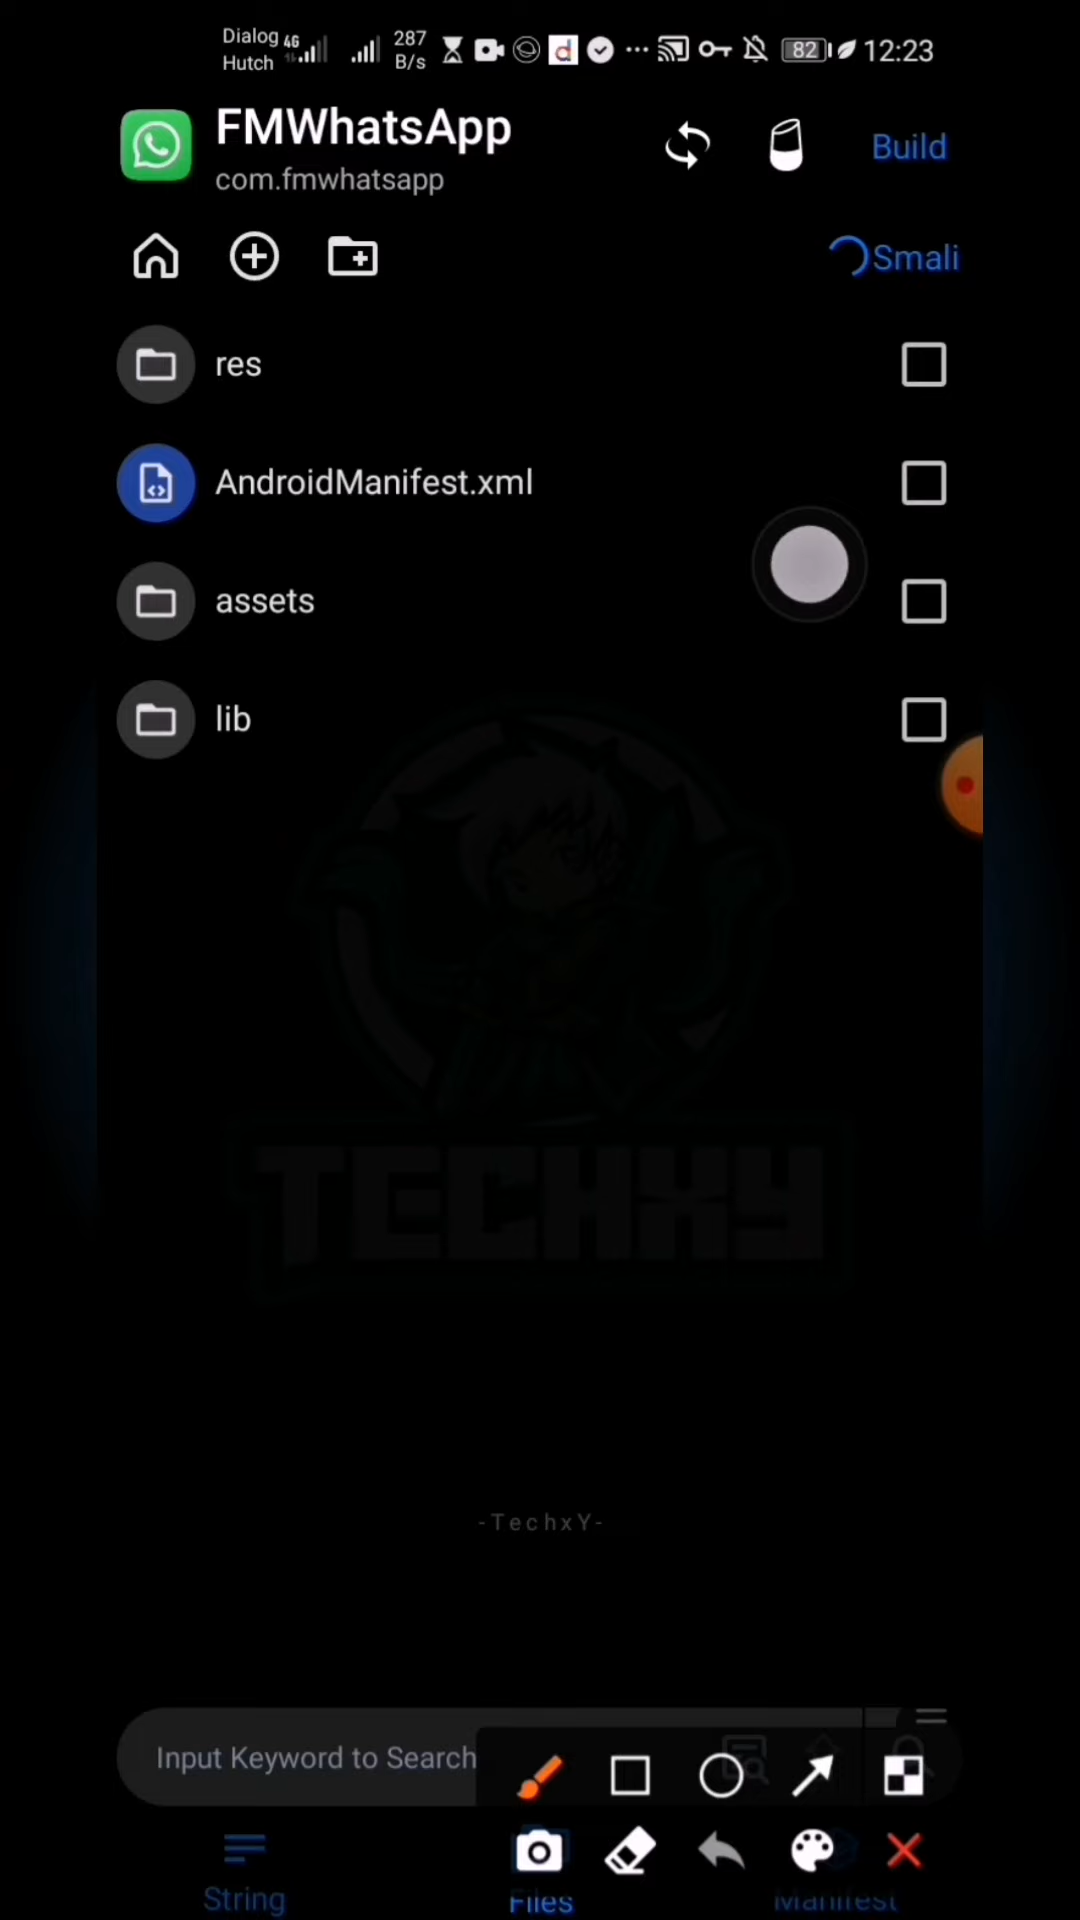 Dialog 4G 287
Hutch B/s ... 82 12:23
FMWhatsApp
com.fmwhatsapp
Build
Smali
res
AndroidManifest.xml
assets
lib
TECHXY
-TechxY-
Input Keyword to Search
String Files Manifest